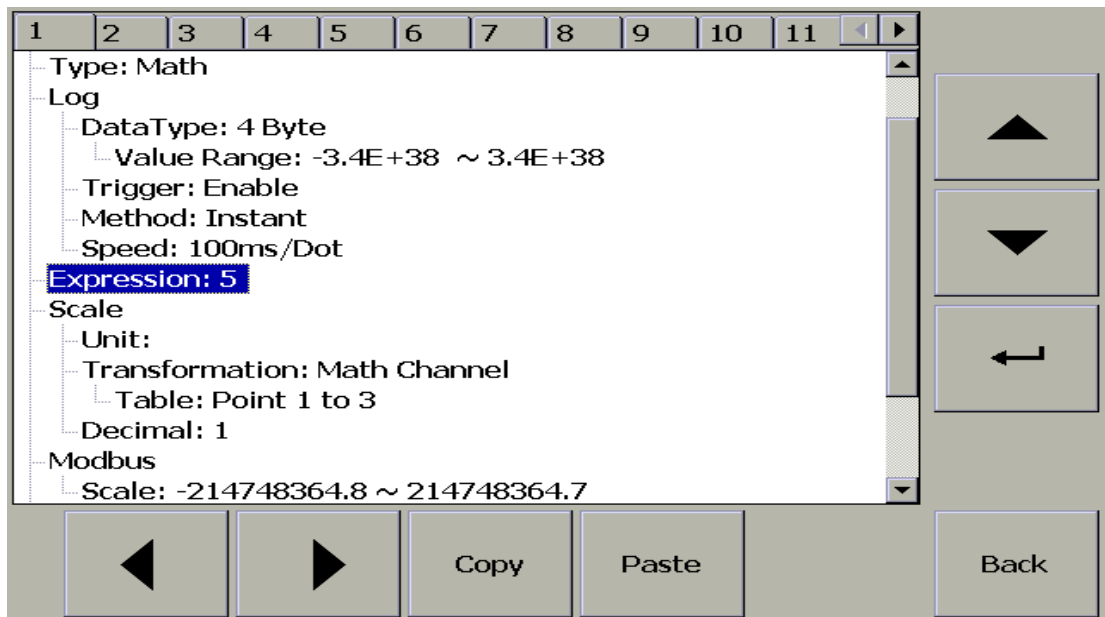 1 2 3 4 5 6 7 8 9 10 11
Type: Math
Log
DataType: 4 Byte
Value Range: -3.4E+38 ~ 3.4E+38
Trigger: Enable
Method: Instant
Speed: 100ms/Dot
Expression: 5
Scale
Unit:
Transformation: Math Channel
Table: Point 1 to 3
Decimal: 1
Modbus
Scale: -214748364.8 ~ 214748364.7
Copy Paste Back